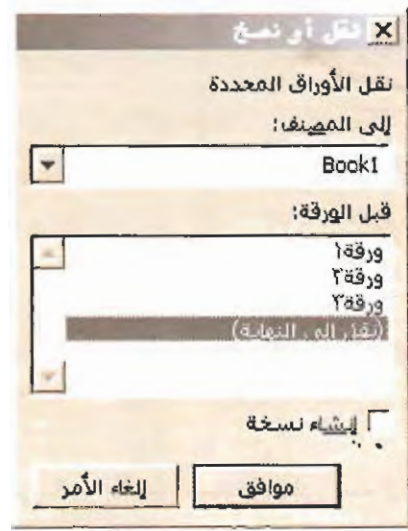 نقل أو نسخ
نقل الأوراق المحددة
إلى المصنف:
Book1
قبل الورقة:
ورقة١
ورقة٢
ورقة٣
(نقل إلى النهاية)
إنشاء نسخة
موافق
إلغاء الأمر